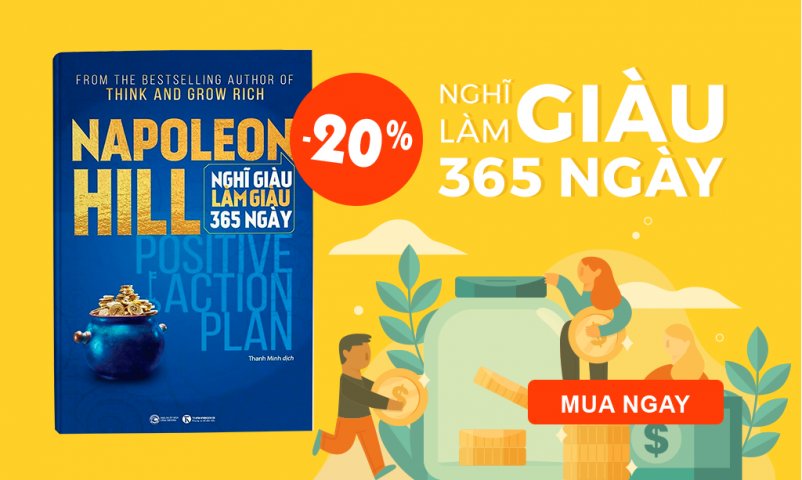 FROM THE BESTSELLING AUTHOR OF
THINK AND GROW RICH
NAPOLEON
HILL
NGHĨ GIÀU
LÀM GIÀU
365 NGÀY
POSITIVE
ACTION
PLAN
Thanh Minh dịch
-20%
NGHĨ
LÀM
GIÀU
365 NGÀY
MUA NGAY